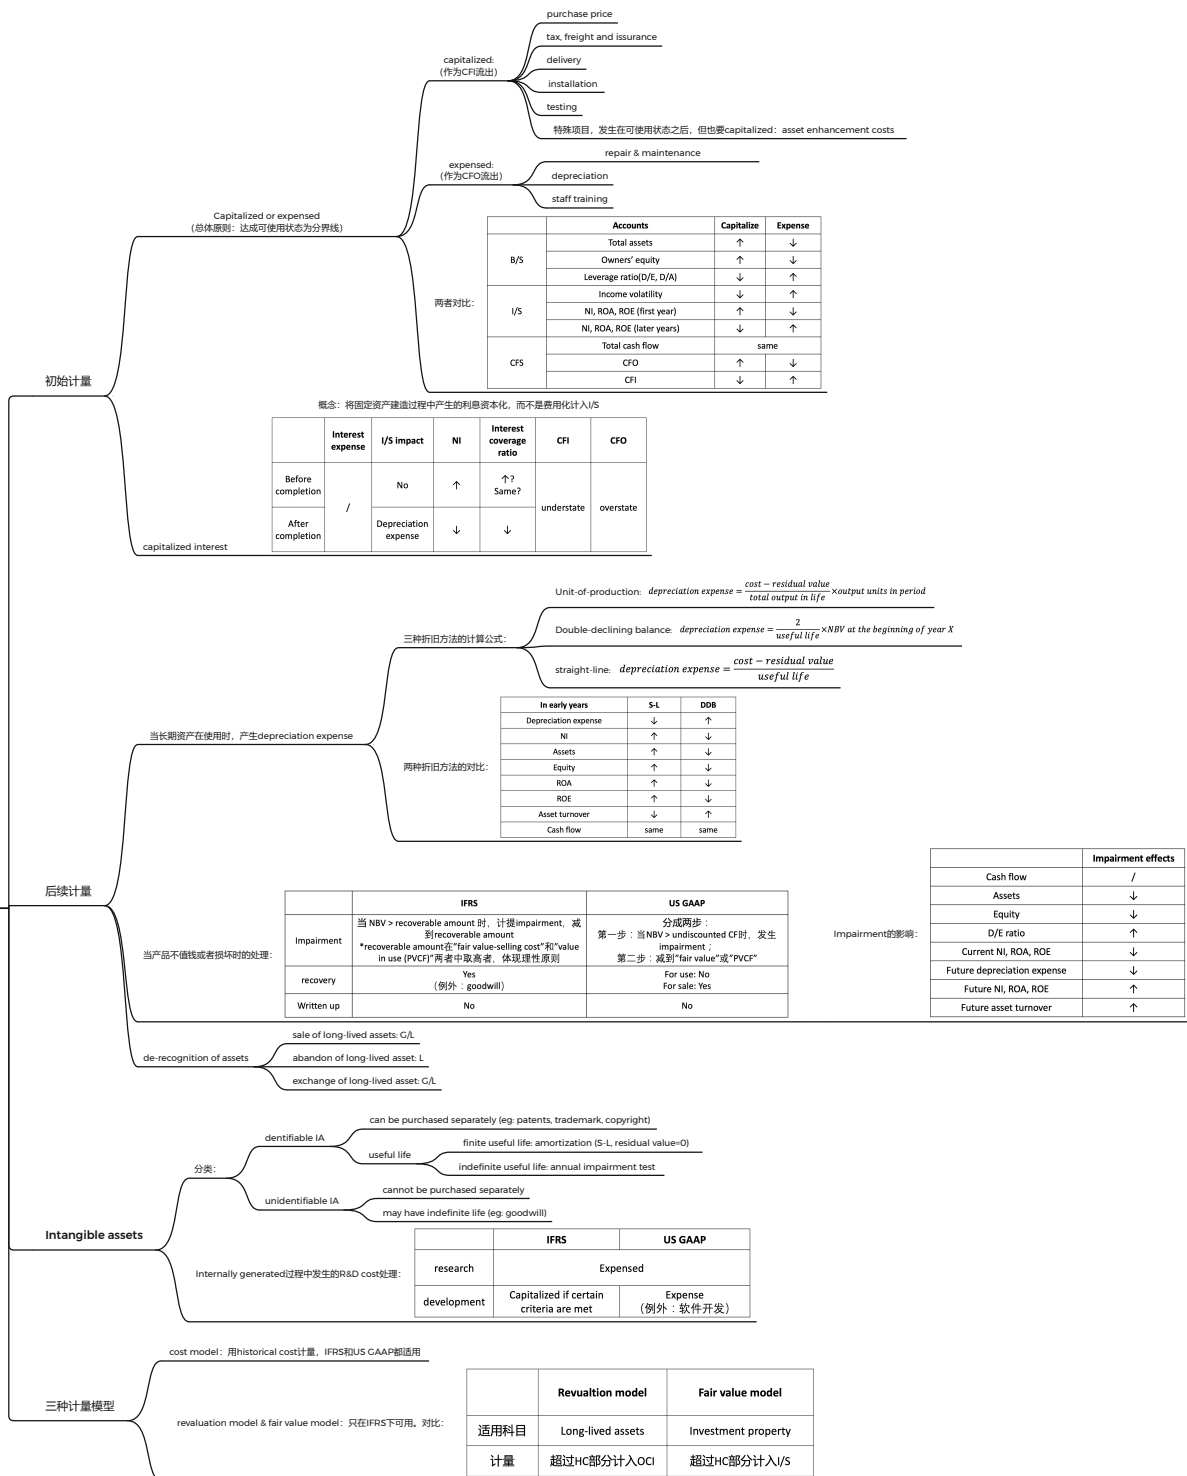 初始计量
Capitalized or expensed
（总体原则：达成可使用状态为分界线）
capitalized:
（作为CFI流出）
purchase price
tax, freight and issurance
delivery
installation
testing
特殊项目，发生在可使用状态之后，但也要capitalized：asset enhancement costs
expensed:
（作为CFO流出）
repair & maintenance
depreciation
staff training
两者对比：
Accounts Capitalize Expense
B/S
Total assets ↑ ↓
Owners' equity ↑ ↓
Leverage ratio(D/E, D/A) ↓ ↑
I/S
Income volatility ↓ ↑
NI, ROA, ROE (first year) ↑ ↓
NI, ROA, ROE (later years) ↓ ↑
CFS
Total cash flow same
CFO ↑ ↓
CFI ↓ ↑
capitalized interest
概念：将固定资产建造过程中产生的利息资本化，而不是费用化计入I/S
Interest expense I/S impact NI Interest coverage ratio CFI CFO
Before completion / No ↑ ↑? Same? understate overstate
After completion Depreciation expense ↓ ↓
后续计量
当长期资产在使用时，产生depreciation expense
三种折旧方法的计算公式：
Unit-of-production: depreciation expense = (cost − residual value)/(total output in life) ×output units in period
Double-declining balance: depreciation expense = 2/(useful life) ×NBV at the beginning of year X
straight-line: depreciation expense = (cost − residual value)/(useful life)
两种折旧方法的对比：
In early years S-L DDB
Depreciation expense ↓ ↑
NI ↑ ↓
Assets ↑ ↓
Equity ↑ ↓
ROA ↑ ↓
ROE ↑ ↓
Asset turnover ↓ ↑
Cash flow same same
当产品不值钱或者损坏时的处理：
IFRS US GAAP
Impairment
当 NBV > recoverable amount 时，计提impairment，减
到recoverable amount
*recoverable amount在"fair value-selling cost"和"value
in use (PVCF)"两者中取高者，体现理性原则
分成两步：
第一步：当NBV > undiscounted CF时，发生
impairment；
第二步：减到"fair value"或"PVCF"
recovery
Yes
（例外：goodwill）
For use: No
For sale: Yes
Written up No No
Impairment的影响：
Impairment effects
Cash flow /
Assets ↓
Equity ↓
D/E ratio ↑
Current NI, ROA, ROE ↓
Future depreciation expense ↓
Future NI, ROA, ROE ↑
Future asset turnover ↑
de-recognition of assets
sale of long-lived assets: G/L
abandon of long-lived asset: L
exchange of long-lived asset: G/L
Intangible assets
分类：
dentifiable IA
can be purchased separately (eg: patents, trademark, copyright)
useful life
finite useful life: amortization (S-L, residual value=0)
indefinite useful life: annual impairment test
unidentifiable IA
cannot be purchased separately
may have indefinite life (eg: goodwill)
Internally generated过程中发生的R&D cost处理：
IFRS US GAAP
research Expensed
development
Capitalized if certain
criteria are met
Expense
（例外：软件开发）
三种计量模型
cost model：用historical cost计量，IFRS和US GAAP都适用
revaluation model & fair value model：只在IFRS下可用。对比：
Revualtion model Fair value model
适用科目 Long-lived assets Investment property
计量 超过HC部分计入OCI 超过HC部分计入I/S